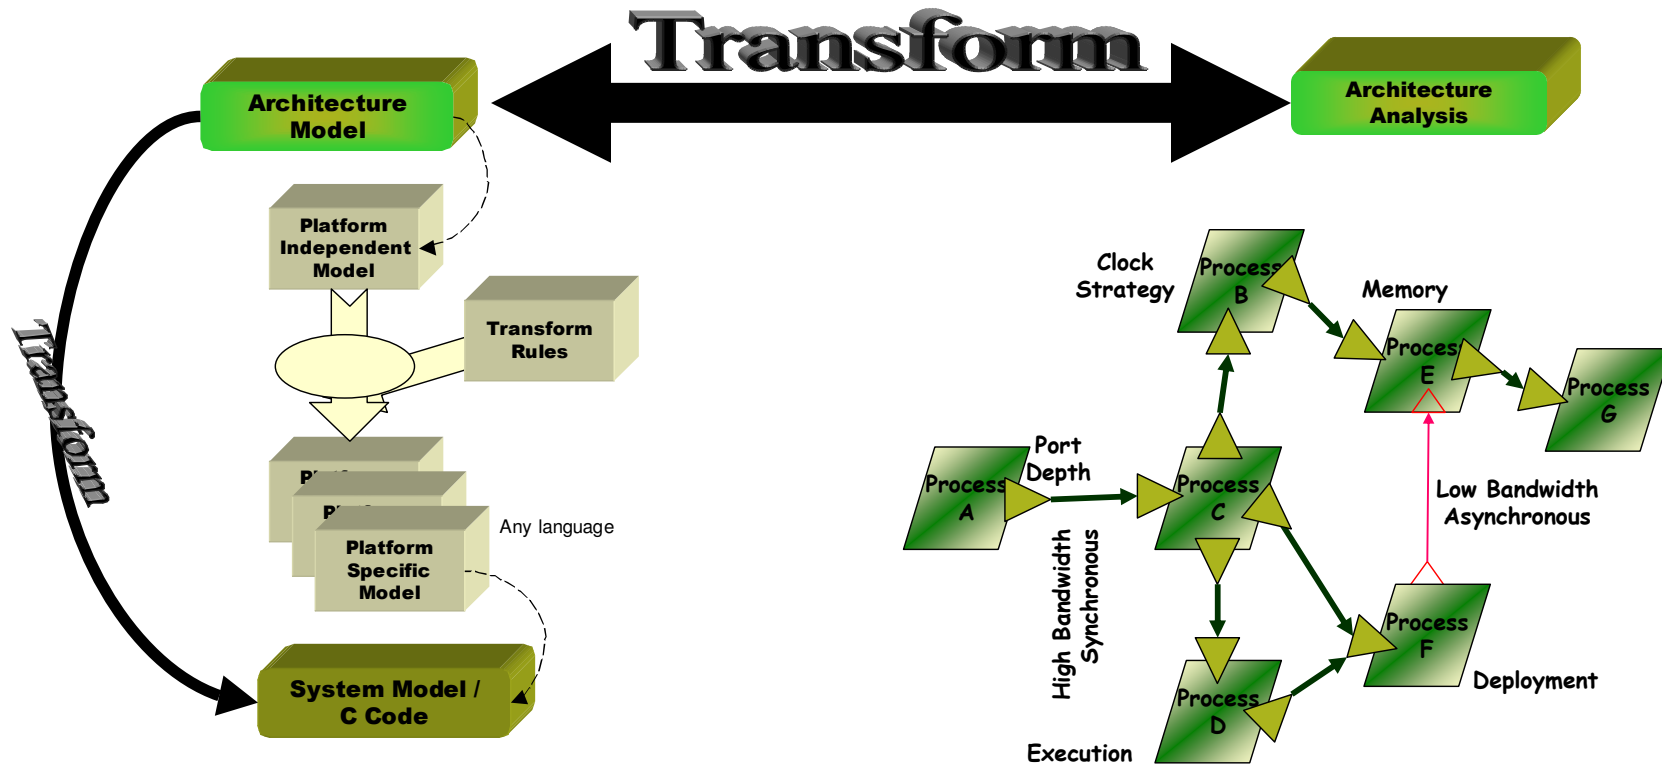 Transform
Architecture
Model
Architecture
Analysis
Platform
Independent
Model
Transform
Rules
Transform
Platform
Specific
Model
Any language
System Model /
C Code
Clock
Strategy
Process
B
Memory
Process
E
Process
G
Port
Depth
Process
A
Process
C
Low Bandwidth
Asynchronous
High Bandwidth
Synchronous
Process
F
Deployment
Process
D
Execution